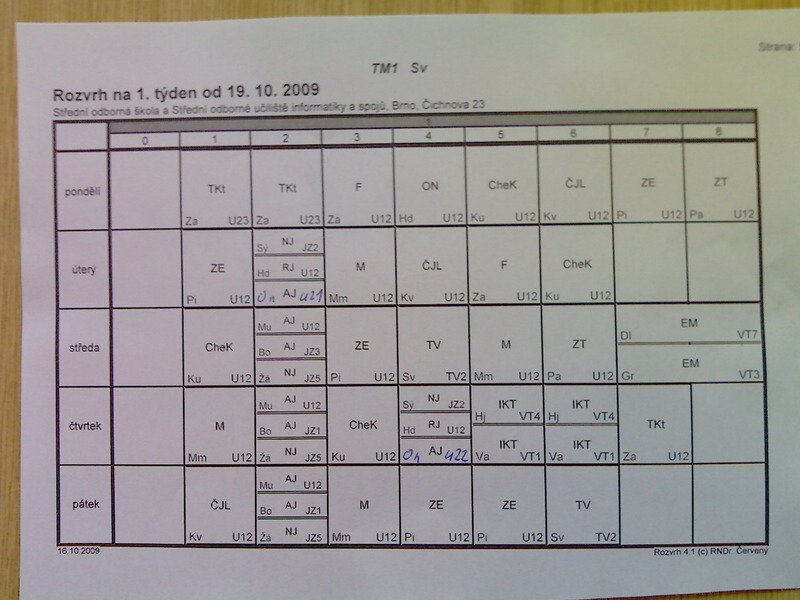 Strana:
TM1 Sv
Rozvrh na 1. týden od 19. 10. 2009
Střední odborná škola a Střední odborné učiliště informatiky a spojů, Brno, Čichnova 23
1
0 1 2 3 4 5 6 7 8
TKt TKt F ON CheK ČJL ZE ZT
pondělí
Za U23 Za U23 Za U12 Hd U12 Ku U12 Kv U12 Pi U12 Pa U12
Sý NJ JZ2
úterý ZE Hd RJ U12 M ČJL F CheK
Pi U12 On AJ U21 Mm U12 Kv U12 Za U12 Ku U12
Mu AJ U12 EM
Dl VT7
středa CheK Bo AJ JZ3 ZE TV M ZT
EM
Ku U12 Žá NJ JZ5 Pi U12 Sv TV2 Mm U12 Pa U12 Gr VT3
Mu AJ U12 Sý NJ JZ2 IKT IKT
Hj VT4 Hj VT4
čtvrtek M Bo AJ JZ1 CheK Hd RJ U12 TKt
IKT IKT
Mm U12 Žá NJ JZ5 Ku U12 On AJ U22 Va VT1 Va VT1 Za U12
Mu AJ U12
pátek ČJL Bo AJ JZ1 M ZE ZE TV
Kv U12 Žá NJ JZ5 Mm U12 Pi U12 Pi U12 Sv TV2
16.10.2009 Rozvrh 4.1 (c) RNDr. Červený